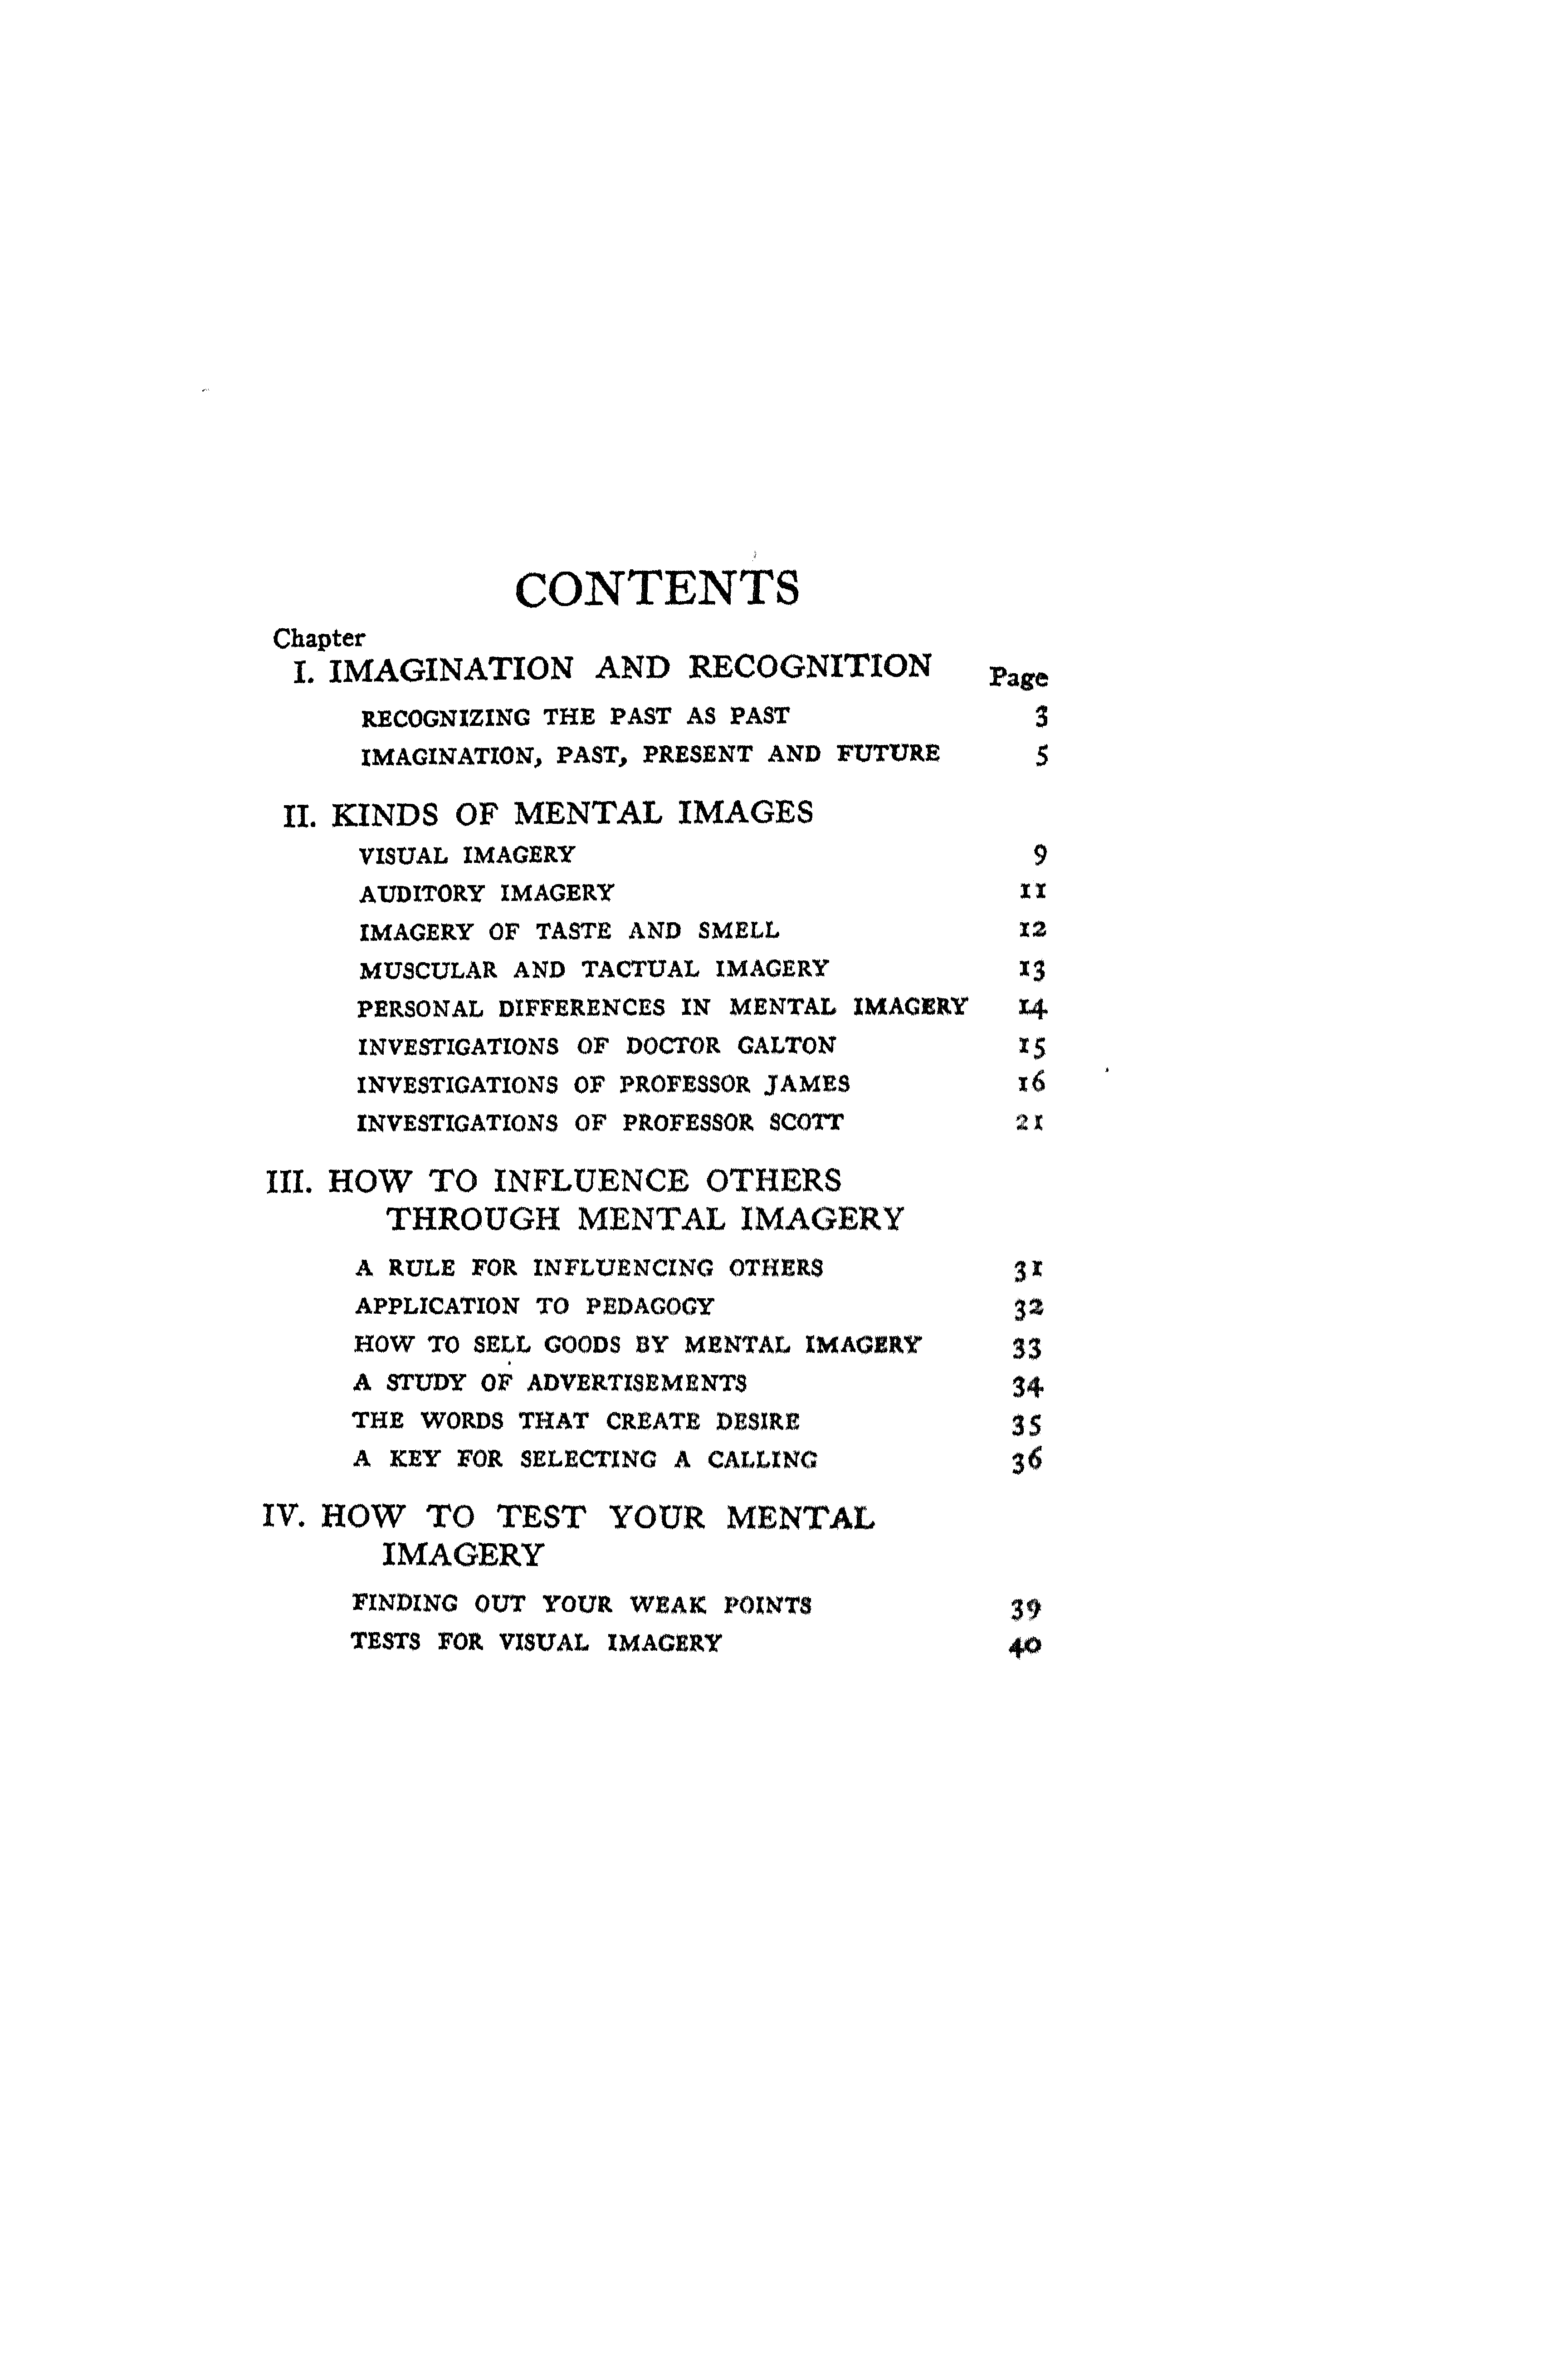 CONTENTS
Chapter
I. IMAGINATION AND RECOGNITION Page
RECOGNIZING THE PAST AS PAST 3
IMAGINATION, PAST, PRESENT AND FUTURE 5
II. KINDS OF MENTAL IMAGES
VISUAL IMAGERY 9
AUDITORY IMAGERY 11
IMAGERY OF TASTE AND SMELL 12
MUSCULAR AND TACTUAL IMAGERY 13
PERSONAL DIFFERENCES IN MENTAL IMAGERY 14
INVESTIGATIONS OF DOCTOR GALTON 15
INVESTIGATIONS OF PROFESSOR JAMES 16
INVESTIGATIONS OF PROFESSOR SCOTT 21
III. HOW TO INFLUENCE OTHERS
THROUGH MENTAL IMAGERY
A RULE FOR INFLUENCING OTHERS 31
APPLICATION TO PEDAGOGY 32
HOW TO SELL GOODS BY MENTAL IMAGERY 33
A STUDY OF ADVERTISEMENTS 34
THE WORDS THAT CREATE DESIRE 35
A KEY FOR SELECTING A CALLING 36
IV. HOW TO TEST YOUR MENTAL
IMAGERY
FINDING OUT YOUR WEAK POINTS 39
TESTS FOR VISUAL IMAGERY 40